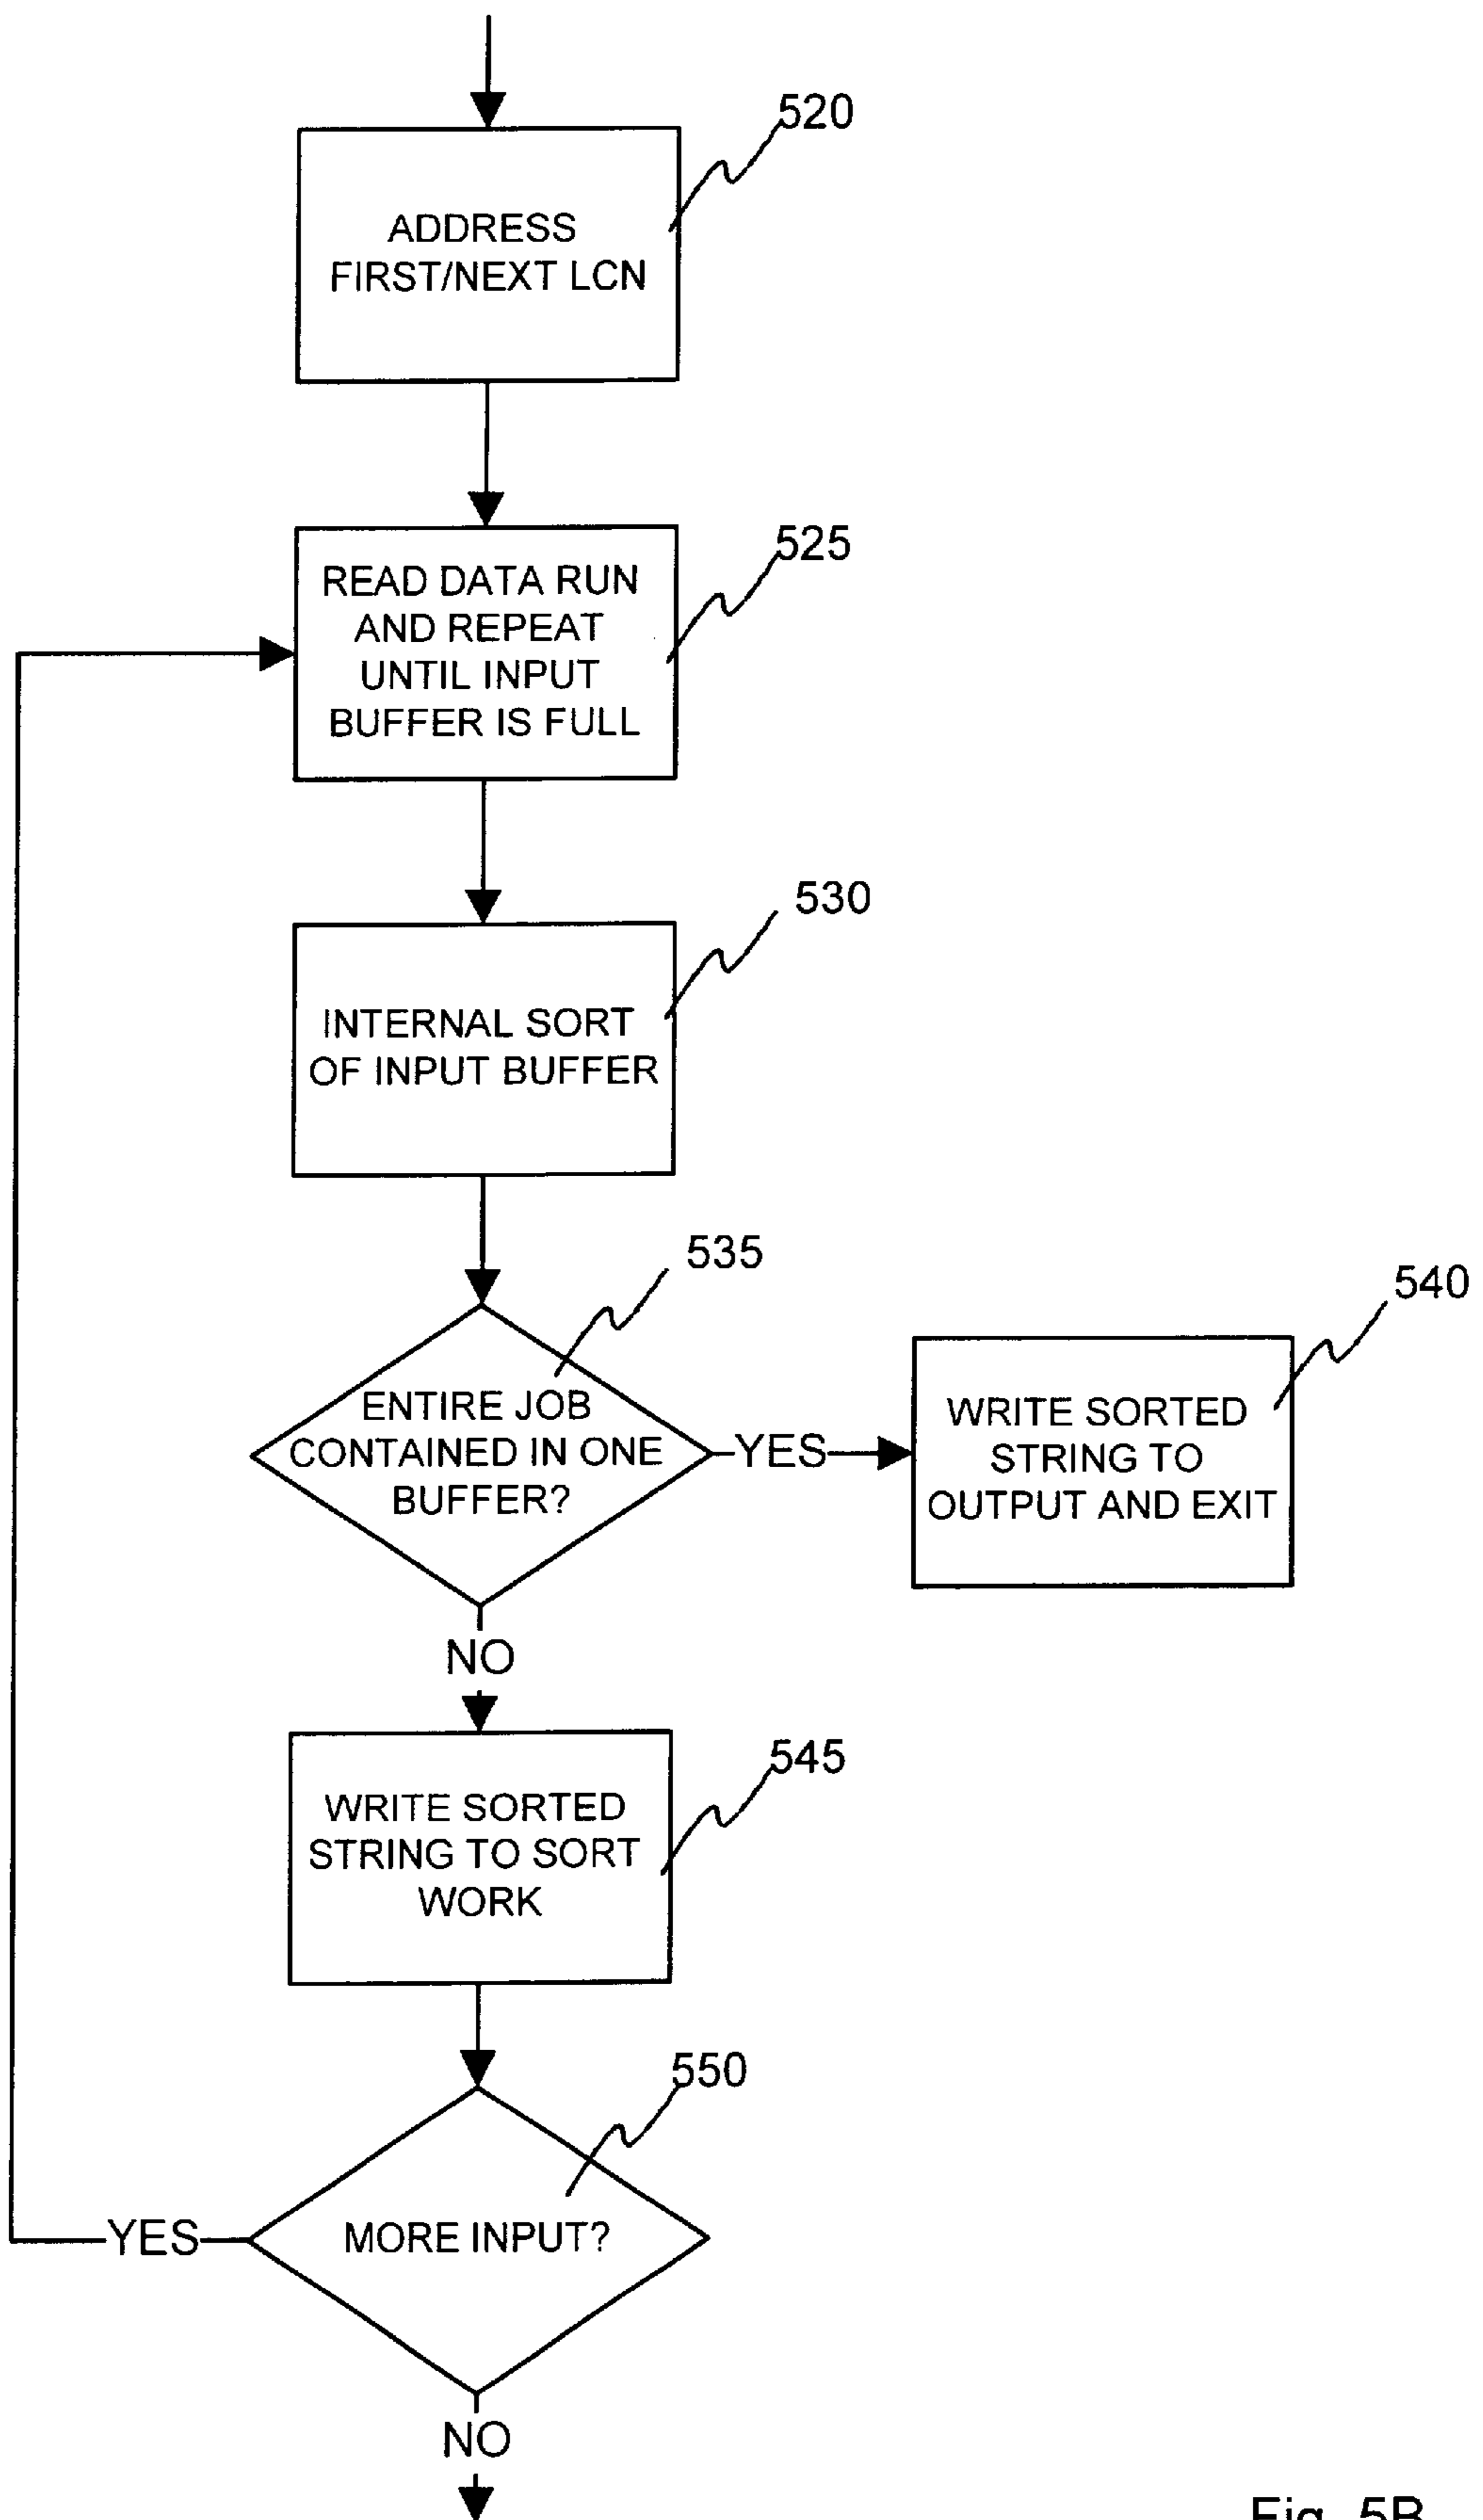 520
ADDRESS
FIRST/NEXT LCN
525
READ DATA RUN
AND REPEAT
UNTIL INPUT
BUFFER IS FULL
530
INTERNAL SORT
OF INPUT BUFFER
535
ENTIRE JOB
CONTAINED IN ONE
BUFFER?
YES
540
WRITE SORTED
STRING TO
OUTPUT AND EXIT
NO
545
WRITE SORTED
STRING TO SORT
WORK
550
MORE INPUT?
YES
NO
Fig. 5B